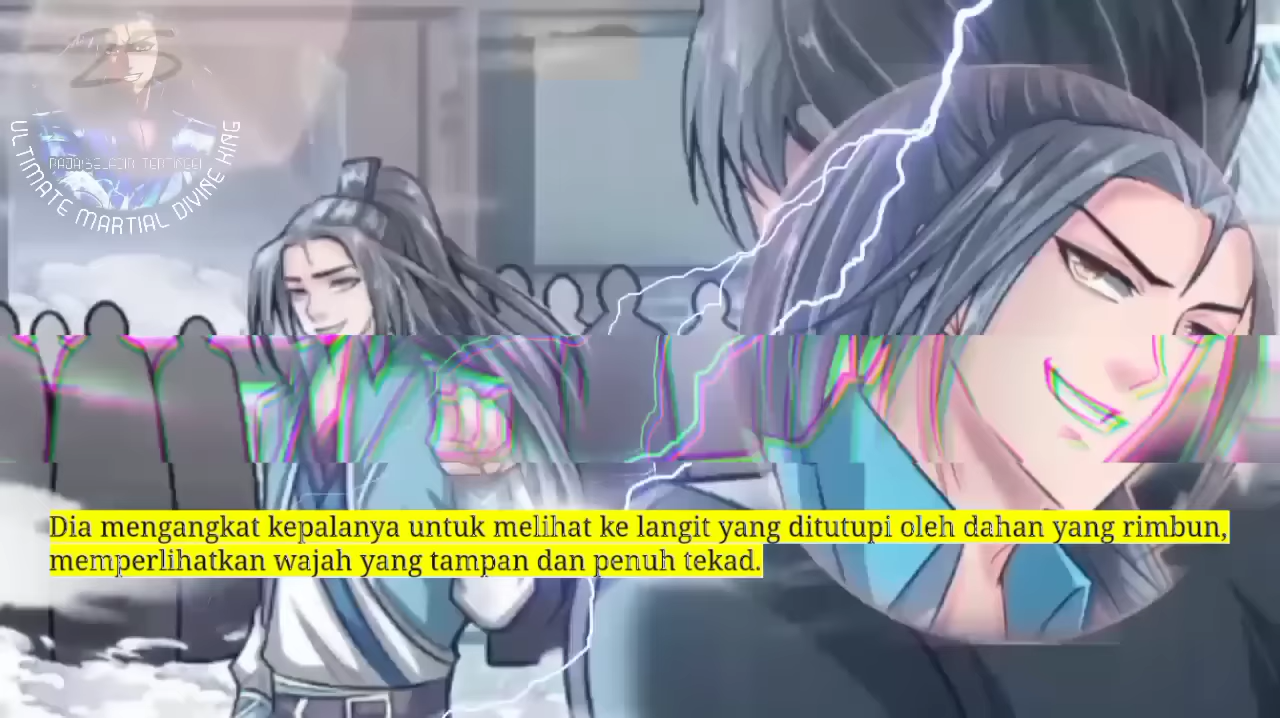 ULTIMATE MARTIAL DIVINE KING
Dia mengangkat kepalanya untuk melihat ke langit yang ditutupi oleh dahan yang rimbun,
memperlihatkan wajah yang tampan dan penuh tekad.